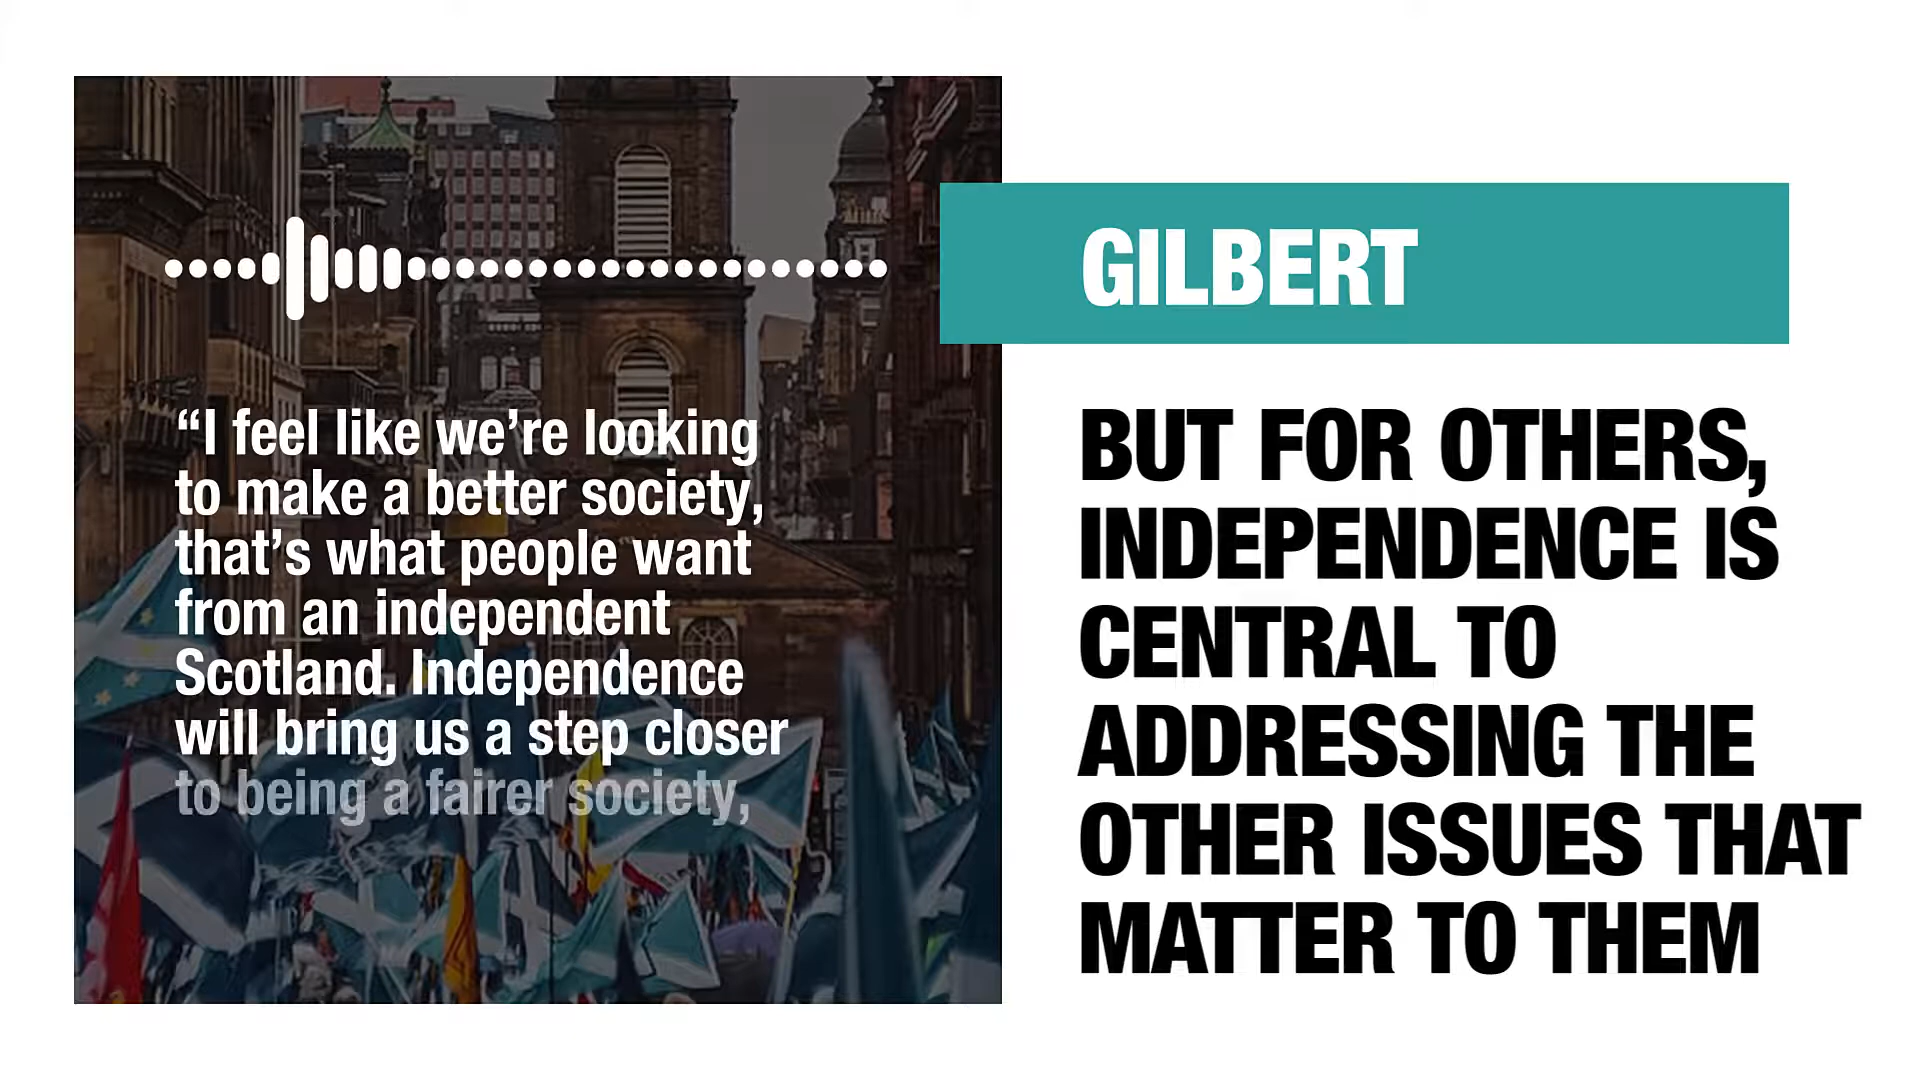 “I feel like we’re looking
to make a better society,
that’s what people want
from an independent
Scotland. Independence
will bring us a step closer
to being a fairer society,
GILBERT
BUT FOR OTHERS,
INDEPENDENCE IS
CENTRAL TO
ADDRESSING THE
OTHER ISSUES THAT
MATTER TO THEM